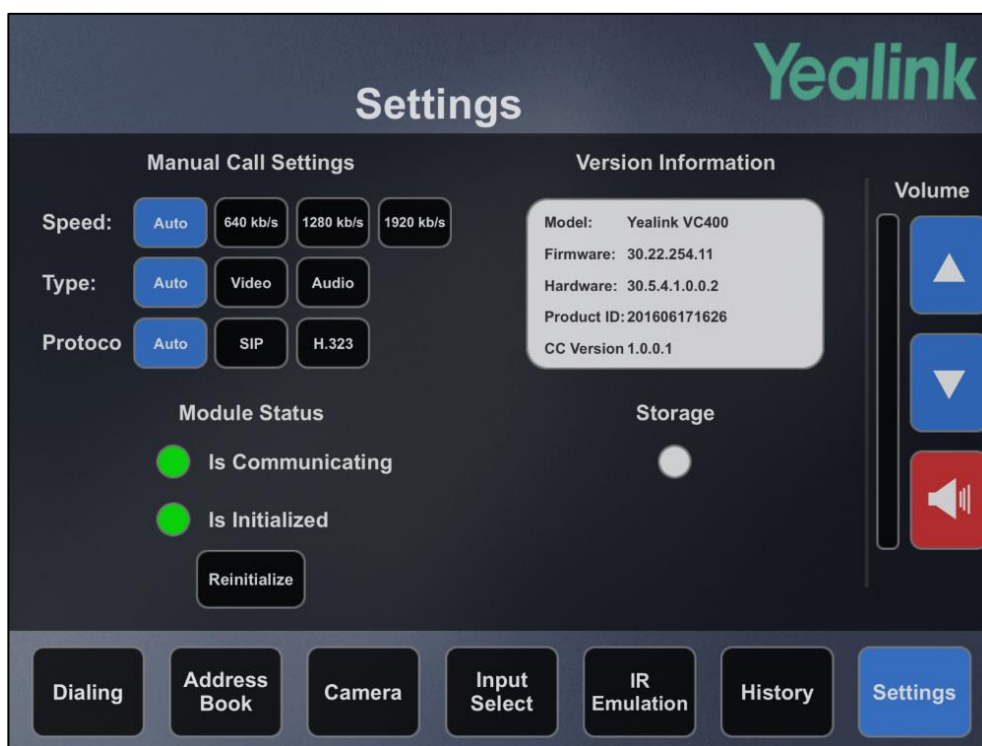 Yealink
Settings
Manual Call Settings
Speed: Auto 640 kb/s 1280 kb/s 1920 kb/s
Type: Auto Video Audio
Protoco Auto SIP H.323
Version Information
Model: Yealink VC400
Firmware: 30.22.254.11
Hardware: 30.5.4.1.0.0.2
Product ID: 201606171626
CC Version 1.0.0.1
Volume
Module Status
Is Communicating
Is Initialized
Reinitialize
Storage
Dialing
Address
Book
Camera
Input
Select
IR
Emulation
History
Settings